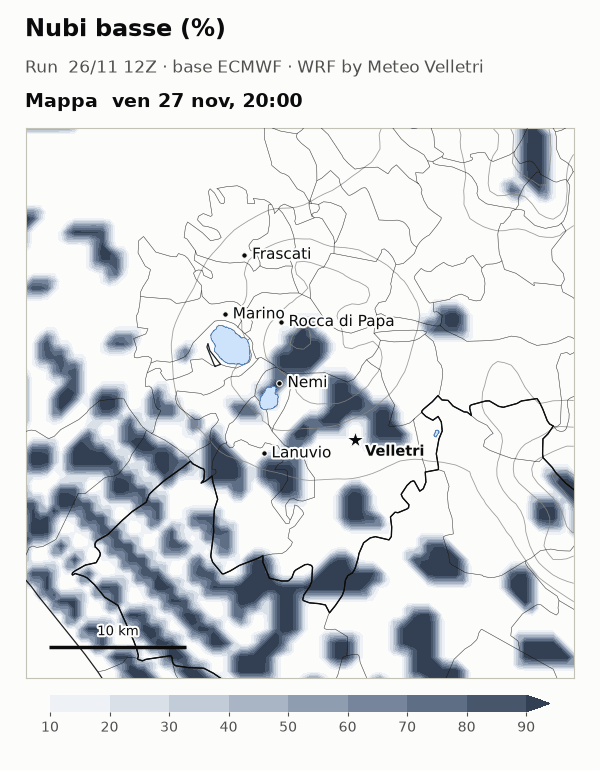 Nubi basse (%)
Run 26/11 12Z · base ECMWF · WRF by Meteo Velletri
Mappa ven 27 nov, 20:00
Frascati
Marino
Rocca di Papa
Nemi
Velletri
Lanuvio
10 km
10 20 30 40 50 60 70 80 90